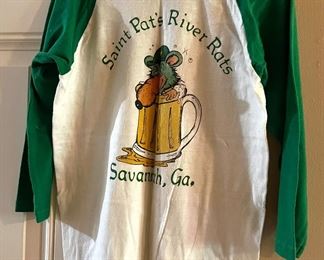 Saint Pat's River Rats
Savannah, Ga.